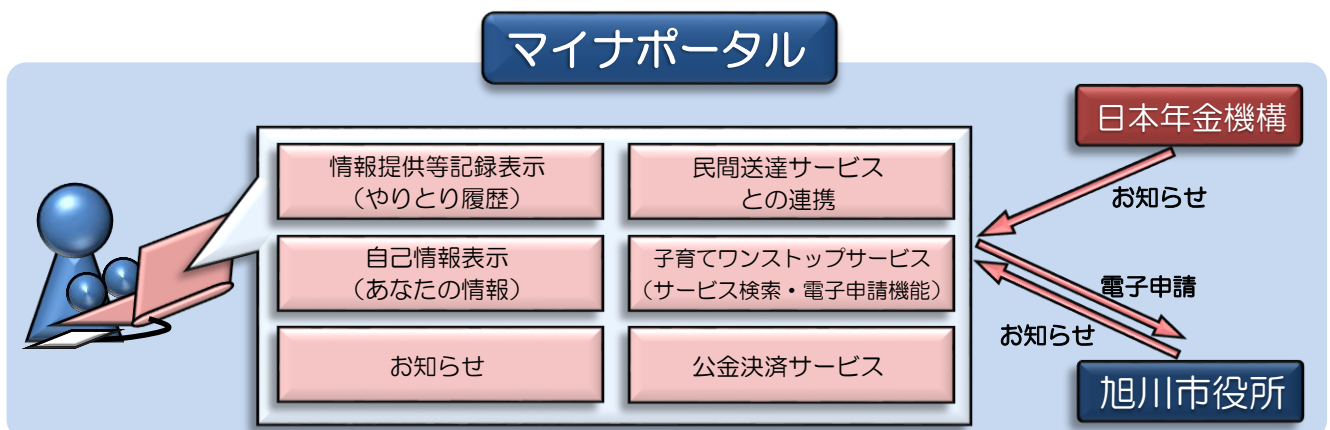 マイナポータル
情報提供等記録表示
（やりとり履歴）
民間送達サービス
との連携
自己情報表示
（あなたの情報）
子育てワンストップサービス
（サービス検索・電子申請機能）
お知らせ
公金決済サービス
日本年金機構
お知らせ
電子申請
お知らせ
旭川市役所